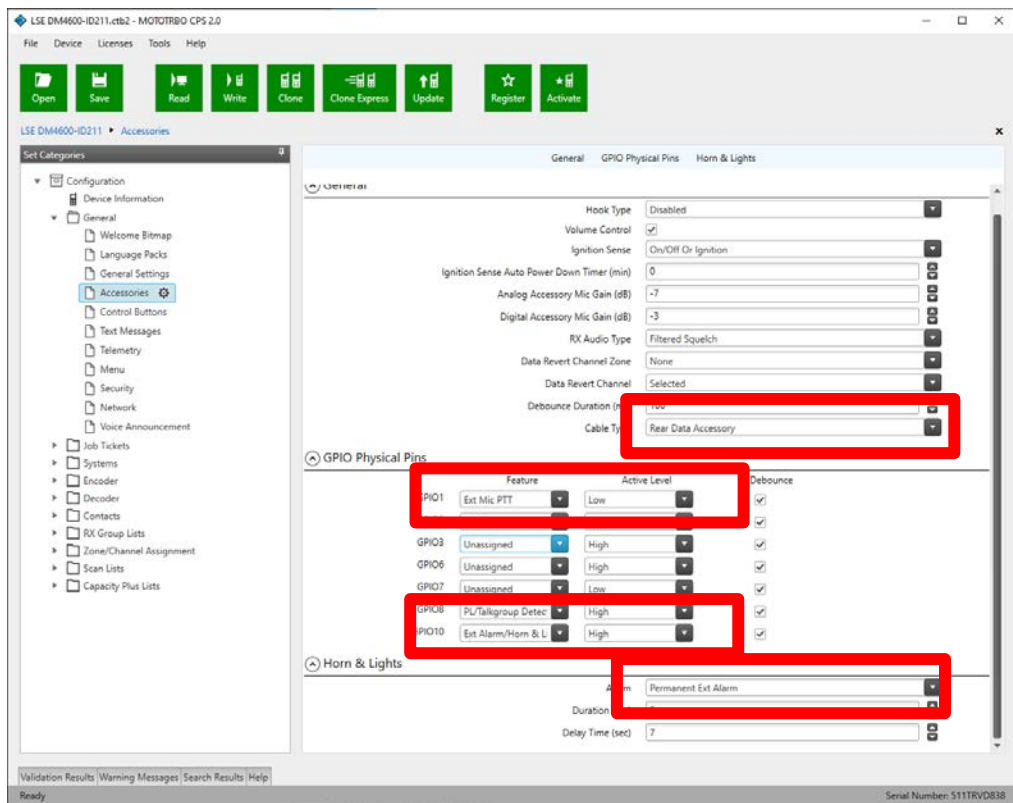 LSE DM4600-ID211.ctb2 - MOTOTRBO CPS 2.0
File Device Licenses Tools Help
Open Save Read Write Clone Clone Express Update Register Activate
LSE DM4600-ID211 Accessories
Set Categories
General GPIO Physical Pins Horn & Lights
Configuration
Device Information
General
Welcome Bitmap
Language Packs
General Settings
Accessories
Control Buttons
Text Messages
Telemetry
Menu
Security
Network
Voice Announcement
Job Tickets
Systems
Encoder
Decoder
Contacts
RX Group Lists
Zone/Channel Assignment
Scan Lists
Capacity Plus Lists
General
Hook Type Disabled
Volume Control
Ignition Sense On/Off Or Ignition
Ignition Sense Auto Power Down Timer (min) 0
Analog Accessory Mic Gain (dB) -7
Digital Accessory Mic Gain (dB) -3
RX Audio Type Filtered Squelch
Data Revert Channel Zone None
Data Revert Channel Selected
Debounce Duration
Cable Rear Data Accessory
GPIO Physical Pins
Feature Active Level Debounce
GPIO1 Ext Mic PTT Low
GPIO3 Unassigned High
GPIO6 Unassigned High
GPIO7 Unassigned Low
GPIO8 PL/Talkgroup Detec High
GPIO10 Ext Alarm/Horn & L High
Horn & Lights
Permanent Ext Alarm
Duration
Delay Time (sec) 7
Validation Results Warning Messages Search Results Help
Ready Serial Number: 511TRVD838